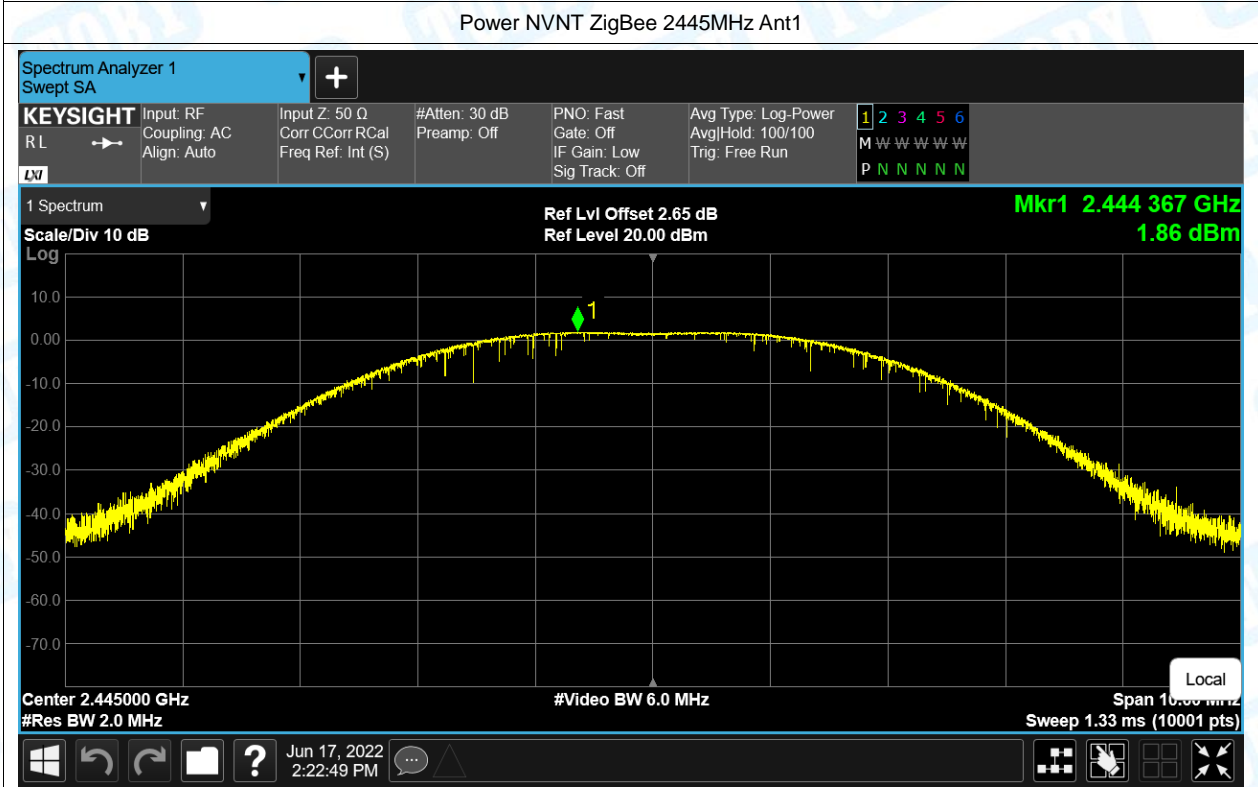 Power NVNT ZigBee 2445MHz Ant1
Spectrum Analyzer 1
Swept SA
KEYSIGHT
R L
LXI
Input: RF
Coupling: AC
Align: Auto
Input Z: 50 Ω
Corr CCorr RCal
Freq Ref: Int (S)
#Atten: 30 dB
Preamp: Off
PNO: Fast
Gate: Off
IF Gain: Low
Sig Track: Off
Avg Type: Log-Power
Avg|Hold: 100/100
Trig: Free Run
1 2 3 4 5 6
M W W W W W W
P N N N N N
1 Spectrum
Scale/Div 10 dB
Log
Ref Lvl Offset 2.65 dB
Ref Level 20.00 dBm
Mkr1 2.444 367 GHz
1.86 dBm
1
10.0
0.00
-10.0
-20.0
-30.0
-40.0
-50.0
-60.0
-70.0
Local
Center 2.445000 GHz
#Video BW 6.0 MHz
Span 10.00 MHz
#Res BW 2.0 MHz
Sweep 1.33 ms (10001 pts)
?
Jun 17, 2022
2:22:49 PM